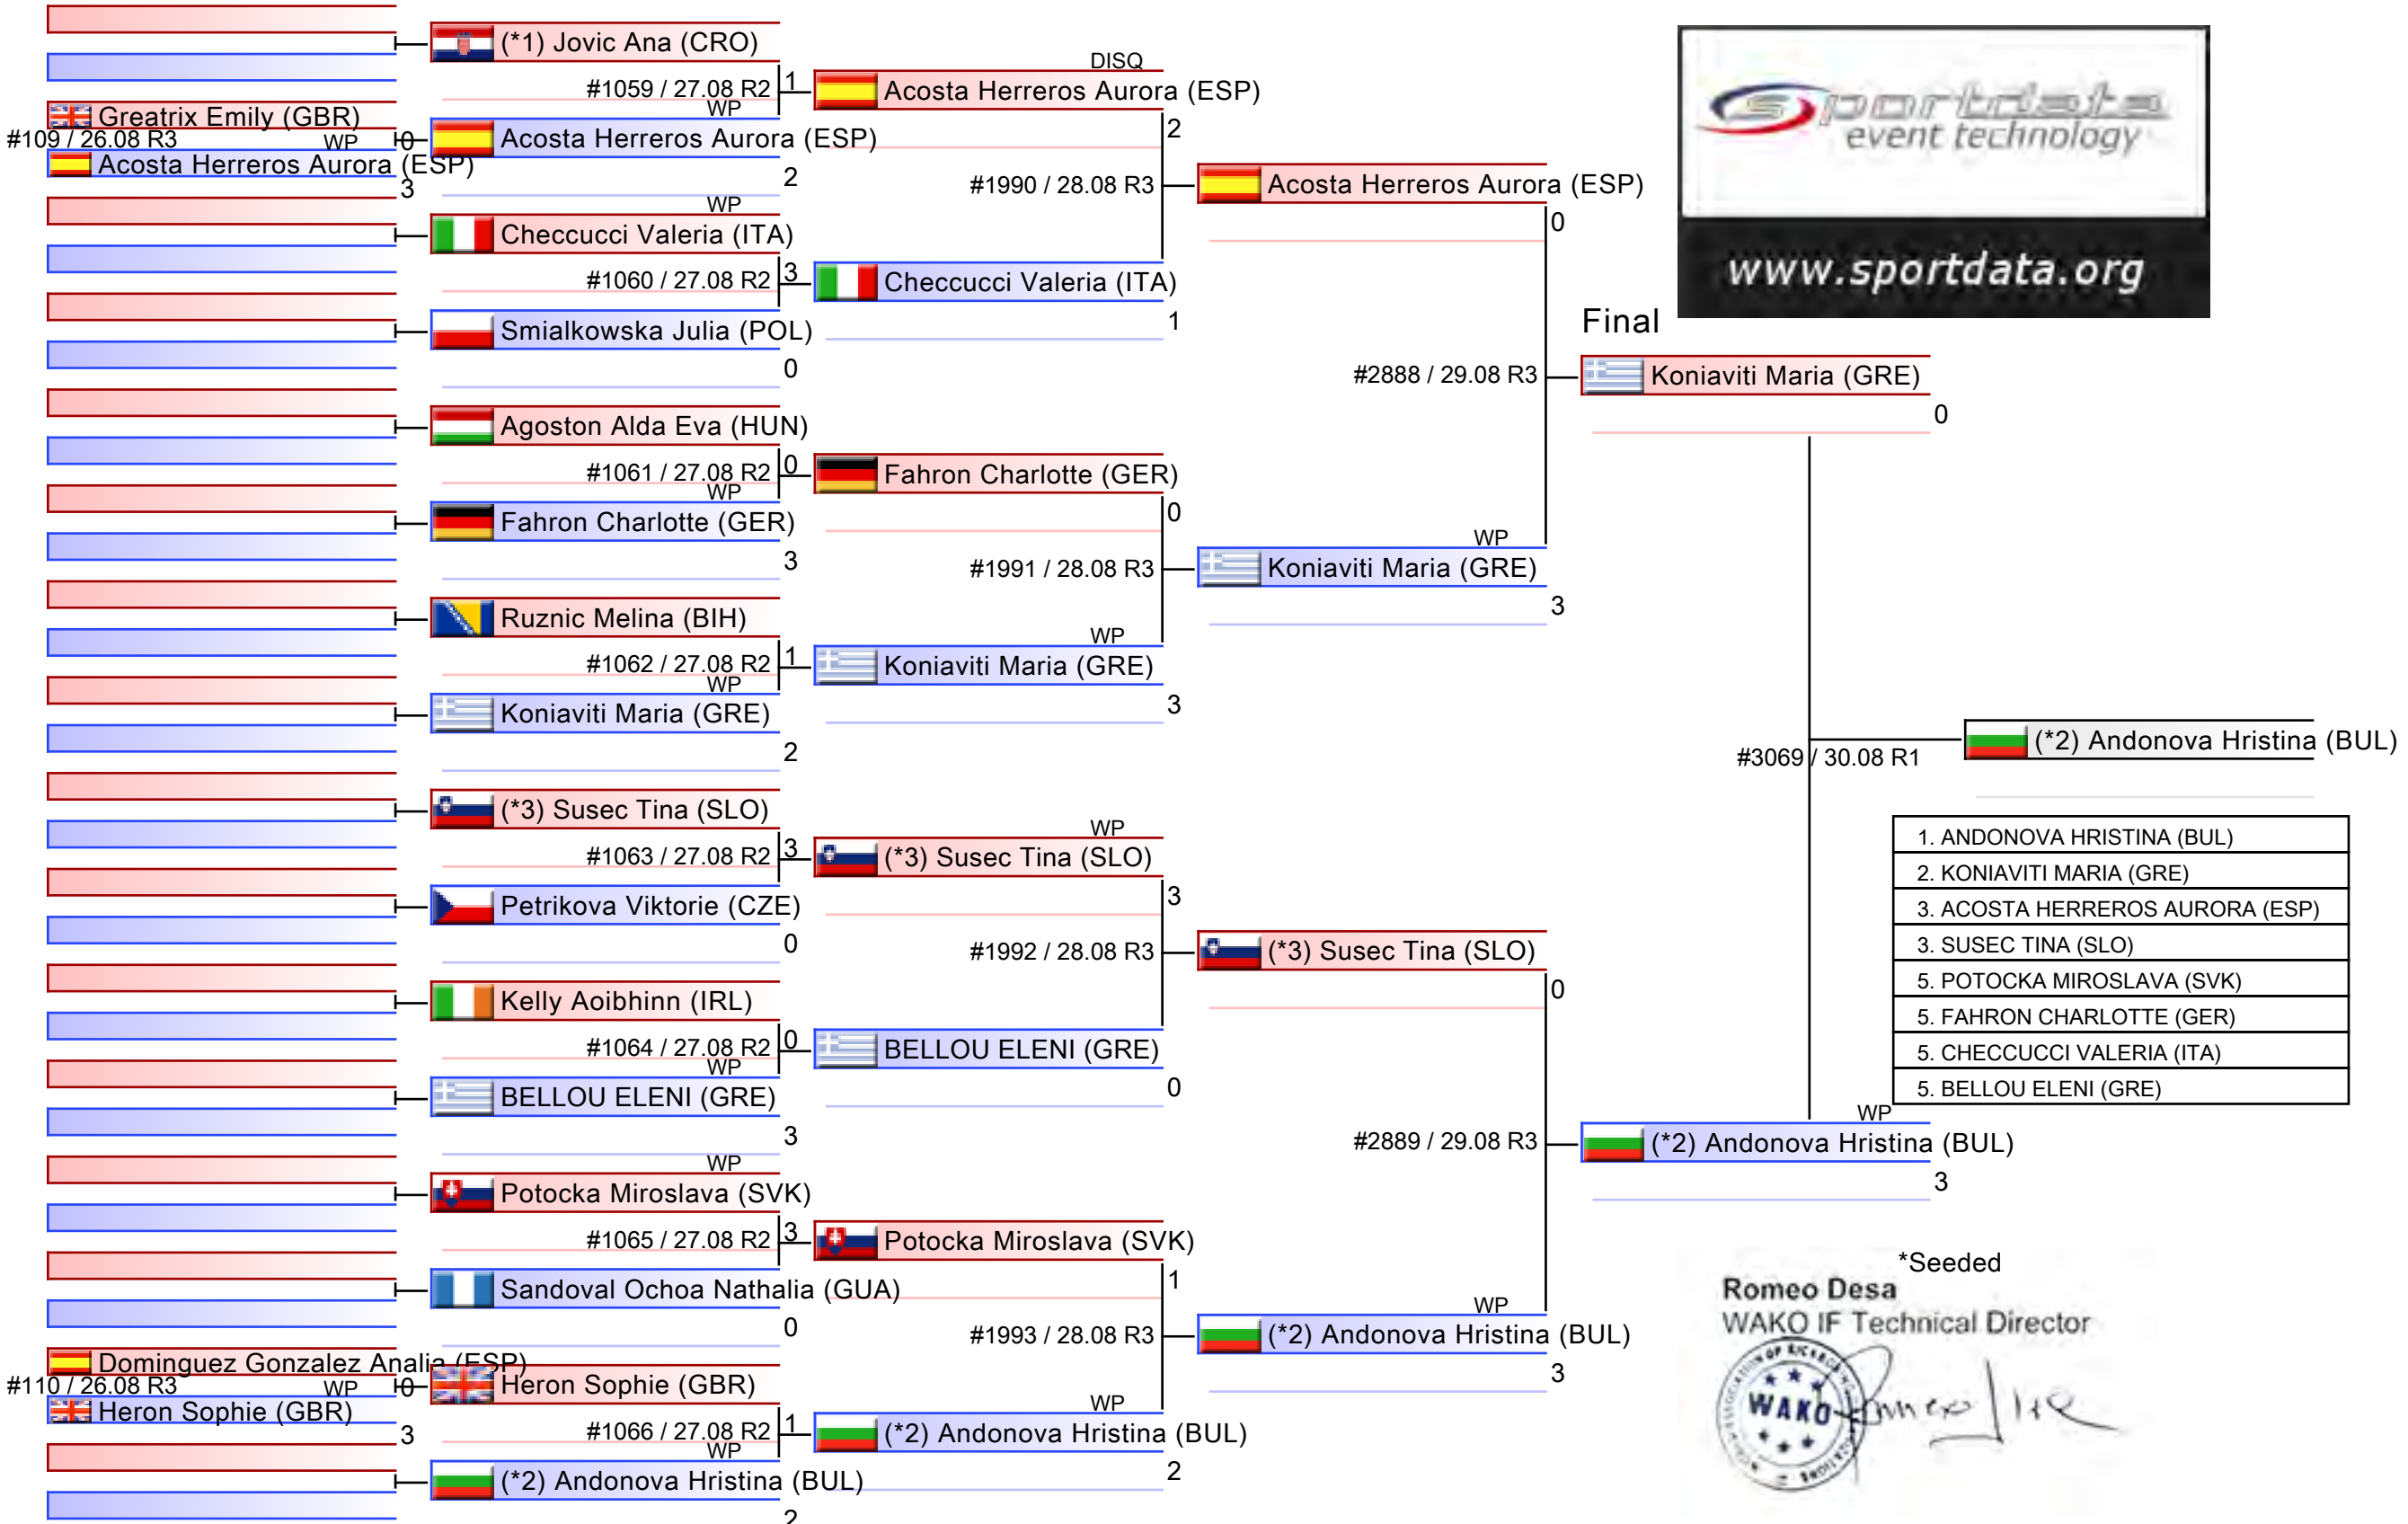 (*1) Jovic Ana (CRO)
#1059 / 27.08 R2
1
WP
Greatrix Emily (GBR)
#109 / 26.08 R3
WP
0
Acosta Herreros Aurora (ESP)
3
Acosta Herreros Aurora (ESP)
2
WP
Checcucci Valeria (ITA)
#1060 / 27.08 R2
3
Smialkowska Julia (POL)
0
Agoston Alda Eva (HUN)
#1061 / 27.08 R2
0
WP
Fahron Charlotte (GER)
3
Ruznic Melina (BIH)
#1062 / 27.08 R2
1
WP
Koniaviti Maria (GRE)
2
(*3) Susec Tina (SLO)
#1063 / 27.08 R2
3
Petrikova Viktorie (CZE)
0
Kelly Aoibhinn (IRL)
#1064 / 27.08 R2
0
WP
BELLOU ELENI (GRE)
3
WP
Potocka Miroslava (SVK)
#1065 / 27.08 R2
3
Sandoval Ochoa Nathalia (GUA)
0
Dominguez Gonzalez Analia (ESP)
#110 / 26.08 R3
WP
0
Heron Sophie (GBR)
3
Heron Sophie (GBR)
#1066 / 27.08 R2
1
WP
(*2) Andonova Hristina (BUL)
2
DISQ
Acosta Herreros Aurora (ESP)
2
#1990 / 28.08 R3
Checcucci Valeria (ITA)
1
Fahron Charlotte (GER)
0
#1991 / 28.08 R3
WP
Koniaviti Maria (GRE)
3
WP
(*3) Susec Tina (SLO)
3
#1992 / 28.08 R3
BELLOU ELENI (GRE)
0
Potocka Miroslava (SVK)
1
#1993 / 28.08 R3
WP
(*2) Andonova Hristina (BUL)
2
Acosta Herreros Aurora (ESP)
0
#2888 / 29.08 R3
WP
Koniaviti Maria (GRE)
3
(*3) Susec Tina (SLO)
0
#2889 / 29.08 R3
WP
(*2) Andonova Hristina (BUL)
3
sportdata
event technology
www.sportdata.org
Final
Koniaviti Maria (GRE)
0
#3069 / 30.08 R1
(*2) Andonova Hristina (BUL)
WP
(*2) Andonova Hristina (BUL)
3
1. ANDONOVA HRISTINA (BUL)
2. KONIAVITI MARIA (GRE)
3. ACOSTA HERREROS AURORA (ESP)
3. SUSEC TINA (SLO)
5. POTOCKA MIROSLAVA (SVK)
5. FAHRON CHARLOTTE (GER)
5. CHECCUCCI VALERIA (ITA)
5. BELLOU ELENI (GRE)
*Seeded
Romeo Desa
WAKO IF Technical Director
WAKO